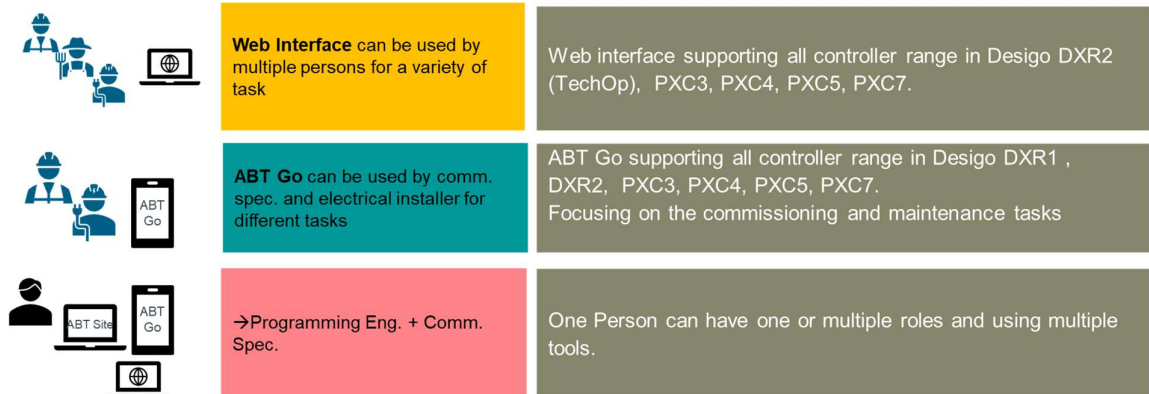 Web Interface can be used by
multiple persons for a variety of
task
Web interface supporting all controller range in Desigo DXR2
(TechOp), PXC3, PXC4, PXC5, PXC7.
ABT
Go
ABT Go can be used by comm.
spec. and electrical installer for
different tasks
ABT Go supporting all controller range in Desigo DXR1 ,
DXR2, PXC3, PXC4, PXC5, PXC7.
Focusing on the commissioning and maintenance tasks
ABT Site
ABT
Go
→Programming Eng. + Comm.
Spec.
One Person can have one or multiple roles and using multiple
tools.